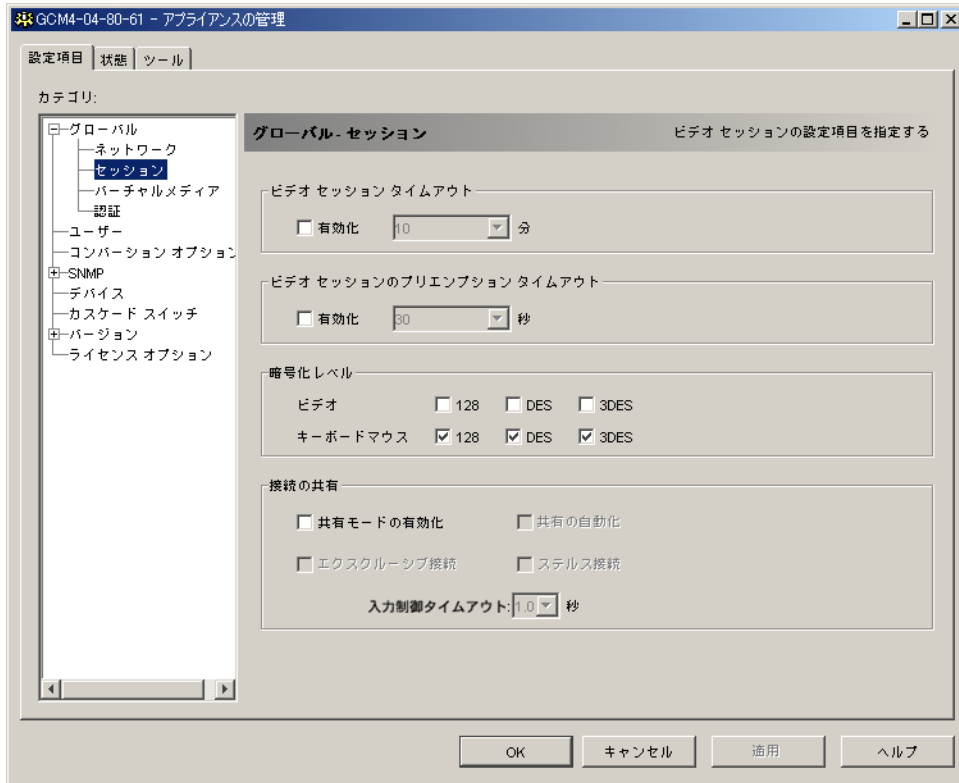 GCM4-04-80-61 - アプライアンスの管理
設定項目 状態 ツール
カテゴリ:
グローバル
ネットワーク
セッション
バーチャルメディア
認証
ユーザー
コンバーション オプション
SNMP
デバイス
カスケード スイッチ
バージョン
ライセンス オプション
グローバル - セッション ビデオ セッションの設定項目を指定する
ビデオ セッション タイムアウト
有効化 10 分
ビデオ セッションのプリエンプション タイムアウト
有効化 30 秒
暗号化レベル
ビデオ 128 DES 3DES
キーボードマウス 128 DES 3DES
接続の共有
共有モードの有効化 共有の自動化
エクスクルーシブ接続 ステルス接続
入力制御タイムアウト: 1.0 秒
OK キャンセル 適用 ヘルプ